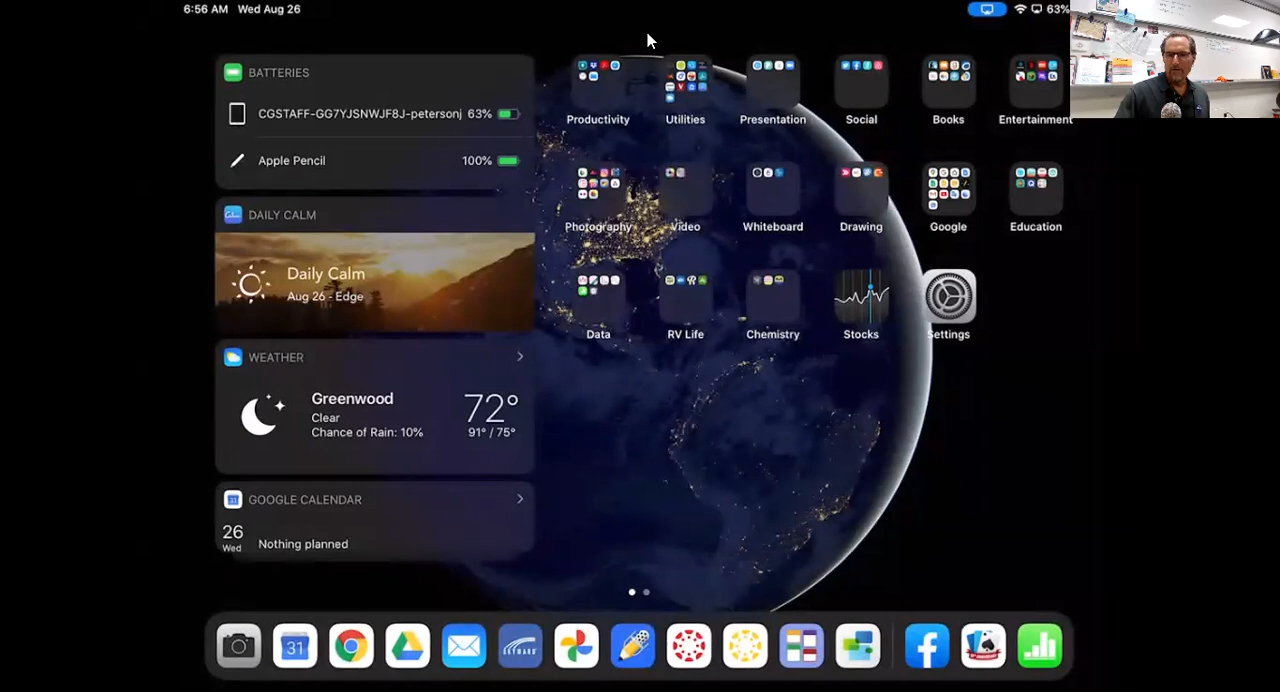 6:56 AM Wed Aug 26
63%
BATTERIES
CGSTAFF-GG7YJSNWJF8J-petersonj 63%
Apple Pencil 100%
DAILY CALM
Daily Calm
Aug 26 - Edge
WEATHER
Greenwood
Clear
Chance of Rain: 10%
72°
91° / 75°
GOOGLE CALENDAR
26
Wed
Nothing planned
Productivity Utilities Presentation Social Books Entertainment
Photography Video Whiteboard Drawing Google Education
Data RV Life Chemistry Stocks Settings
31